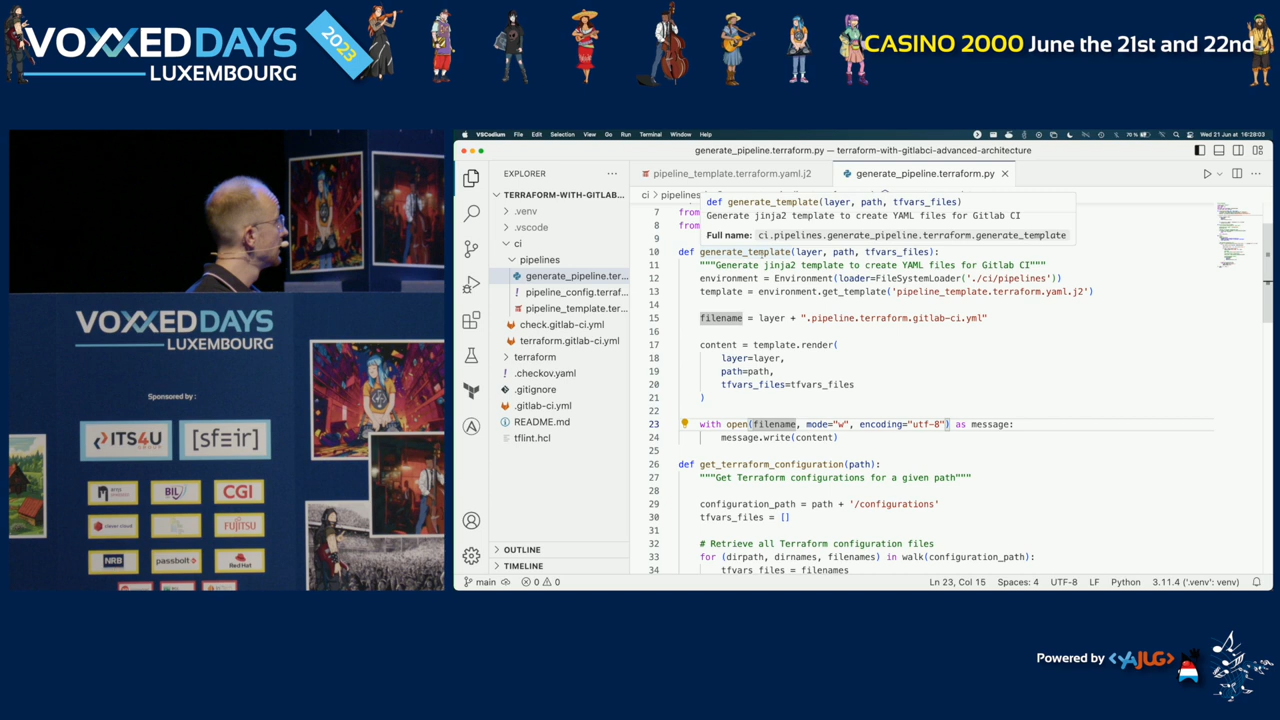 VOXXEDDAYS
LUXEMBOURG
2023
CASINO 2000 June the 21st and 22nd
VOXXEDDAYS
LUXEMBOURG
Sponsored by :
ITS4U
GROUP
[sfeir]
BIL
CGI
clever cloud
FUJITSU
NRB
passbolt
Red Hat
VSCodium File Edit Selection View Go Run Terminal Window Help
70 %
Wed 21 Jun at 16:28:03
generate_pipeline.terraform.py — terraform-with-gitlabci-advanced-architecture
EXPLORER
TERRAFORM-WITH-GITLAB...
.venv
.vscode
ci
pipelines
generate_pipeline.ter...
! pipeline_config.terraf...
pipeline_template.ter...
check.gitlab-ci.yml
terraform.gitlab-ci.yml
terraform
.checkov.yaml
.gitignore
.gitlab-ci.yml
README.md
tflint.hcl
OUTLINE
TIMELINE
pipeline_template.terraform.yaml.j2
generate_pipeline.terraform.py
ci > pipelines
def generate_template(layer, path, tfvars_files)
Generate jinja2 template to create YAML files for Gitlab CI
Full name: ci.pipelines.generate_pipeline.terraform.generate_template
7 from
8 from
9
10 def generate_template(layer, path, tfvars_files):
11 """Generate jinja2 template to create YAML files for Gitlab CI"""
12 environment = Environment(loader=FileSystemLoader('./ci/pipelines'))
13 template = environment.get_template('pipeline_template.terraform.yaml.j2')
14
15 filename = layer + ".pipeline.terraform.gitlab-ci.yml"
16
17 content = template.render(
18 layer=layer,
19 path=path,
20 tfvars_files=tfvars_files
21 )
22
23 with open(filename, mode="w", encoding="utf-8") as message:
24 message.write(content)
25
26 def get_terraform_configuration(path):
27 """Get Terraform configurations for a given path"""
28
29 configuration_path = path + '/configurations'
30 tfvars_files = []
31
32 # Retrieve all Terraform configuration files
33 for (dirpath, dirnames, filenames) in walk(configuration_path):
34 tfvars_files = filenames
main
0 0
Ln 23, Col 15 Spaces: 4 UTF-8 LF Python 3.11.4 ('.venv': venv)
Powered by <YAJUG>